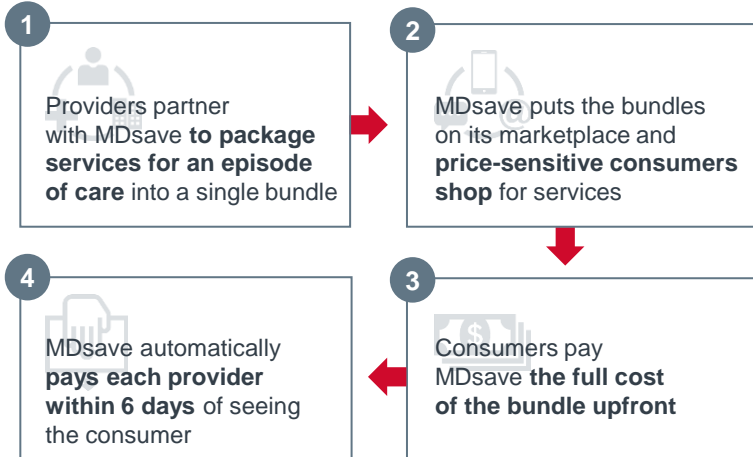 1
Providers partner
with MDsave to package
services for an episode
of care into a single bundle
2
MDsave puts the bundles
on its marketplace and
price-sensitive consumers
shop for services
3
Consumers pay
MDsave the full cost
of the bundle upfront
4
MDsave automatically
pays each provider
within 6 days of seeing
the consumer